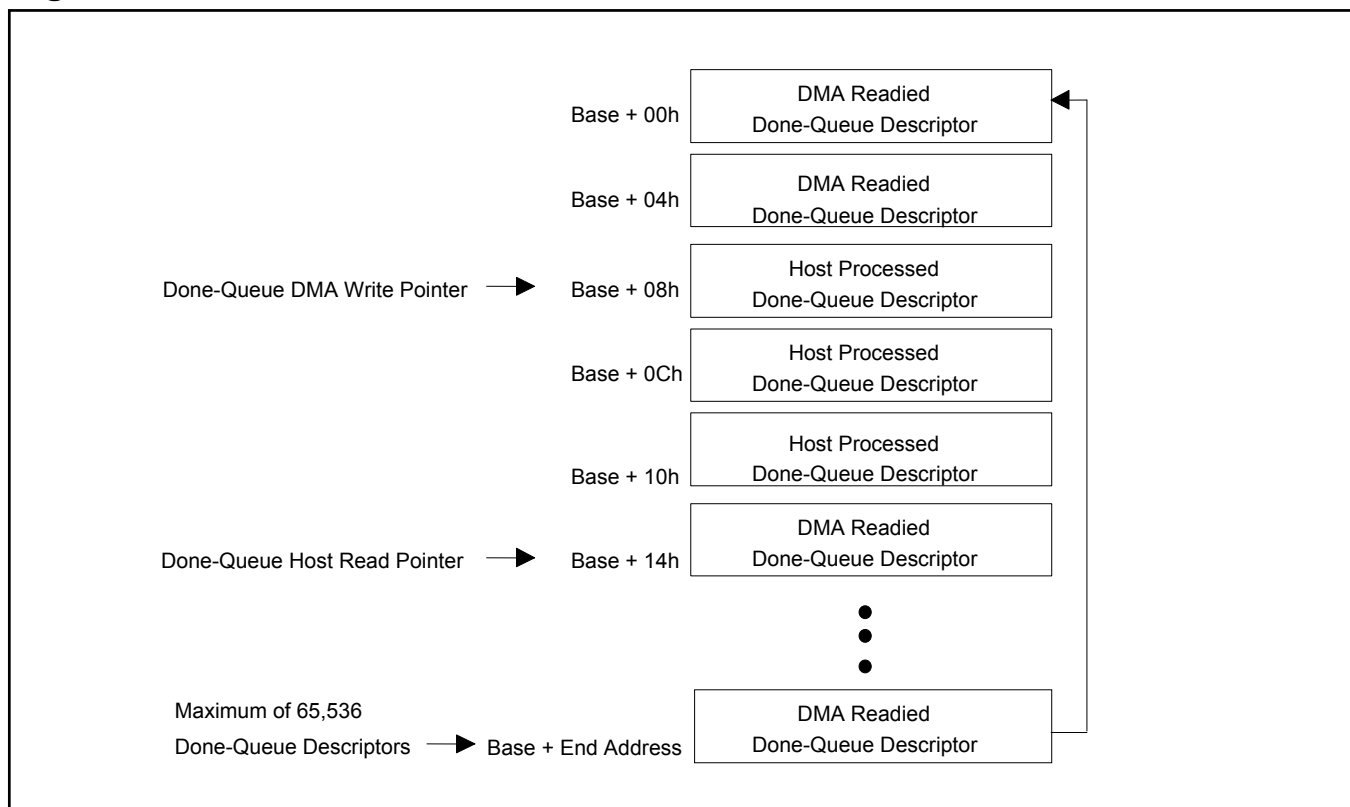 DMA Readied
Base + 00h
Done-Queue Descriptor
DMA Readied
Base + 04h
Done-Queue Descriptor
Host Processed
Done-Queue DMA Write Pointer
Base + 08h
Done-Queue Descriptor
Host Processed
Base + 0Ch
Done-Queue Descriptor
Host Processed
Base + 10h
Done-Queue Descriptor
DMA Readied
Done-Queue Host Read Pointer
Base + 14h
Done-Queue Descriptor
Maximum of 65,536
Done-Queue Descriptors
Base + End Address
DMA Readied
Done-Queue Descriptor